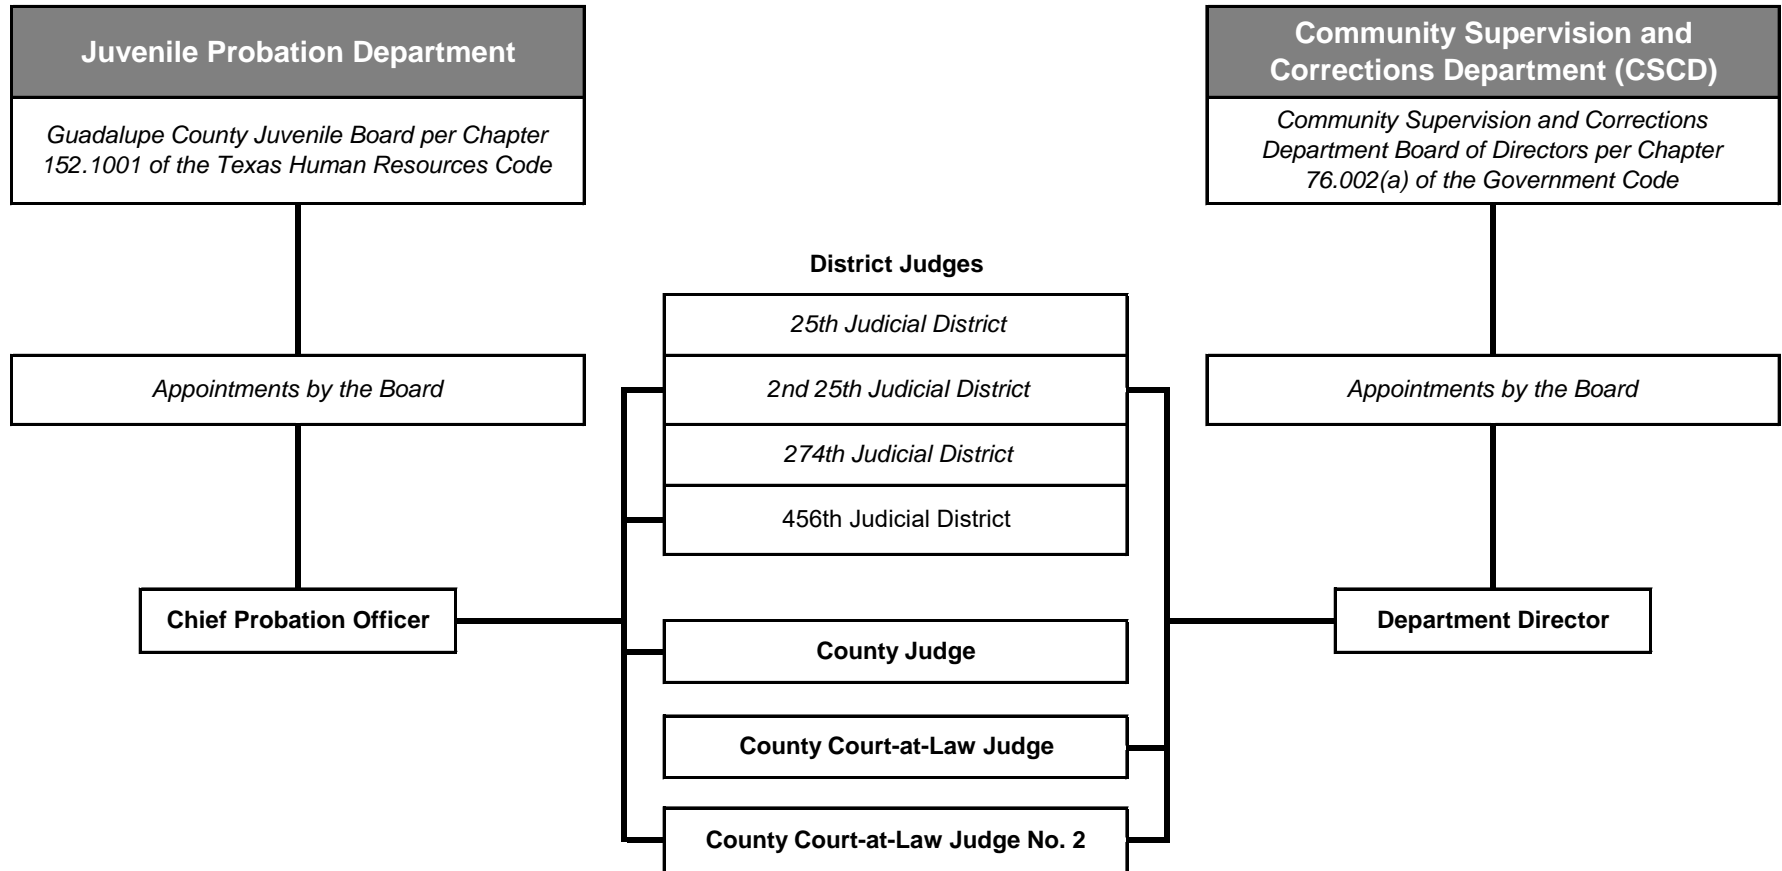 Juvenile Probation Department
Guadalupe County Juvenile Board per Chapter
152.1001 of the Texas Human Resources Code
Appointments by the Board
Chief Probation Officer
District Judges
25th Judicial District
2nd 25th Judicial District
274th Judicial District
456th Judicial District
County Judge
County Court-at-Law Judge
County Court-at-Law Judge No. 2
Community Supervision and
Corrections Department (CSCD)
Community Supervision and Corrections
Department Board of Directors per Chapter
76.002(a) of the Government Code
Appointments by the Board
Department Director